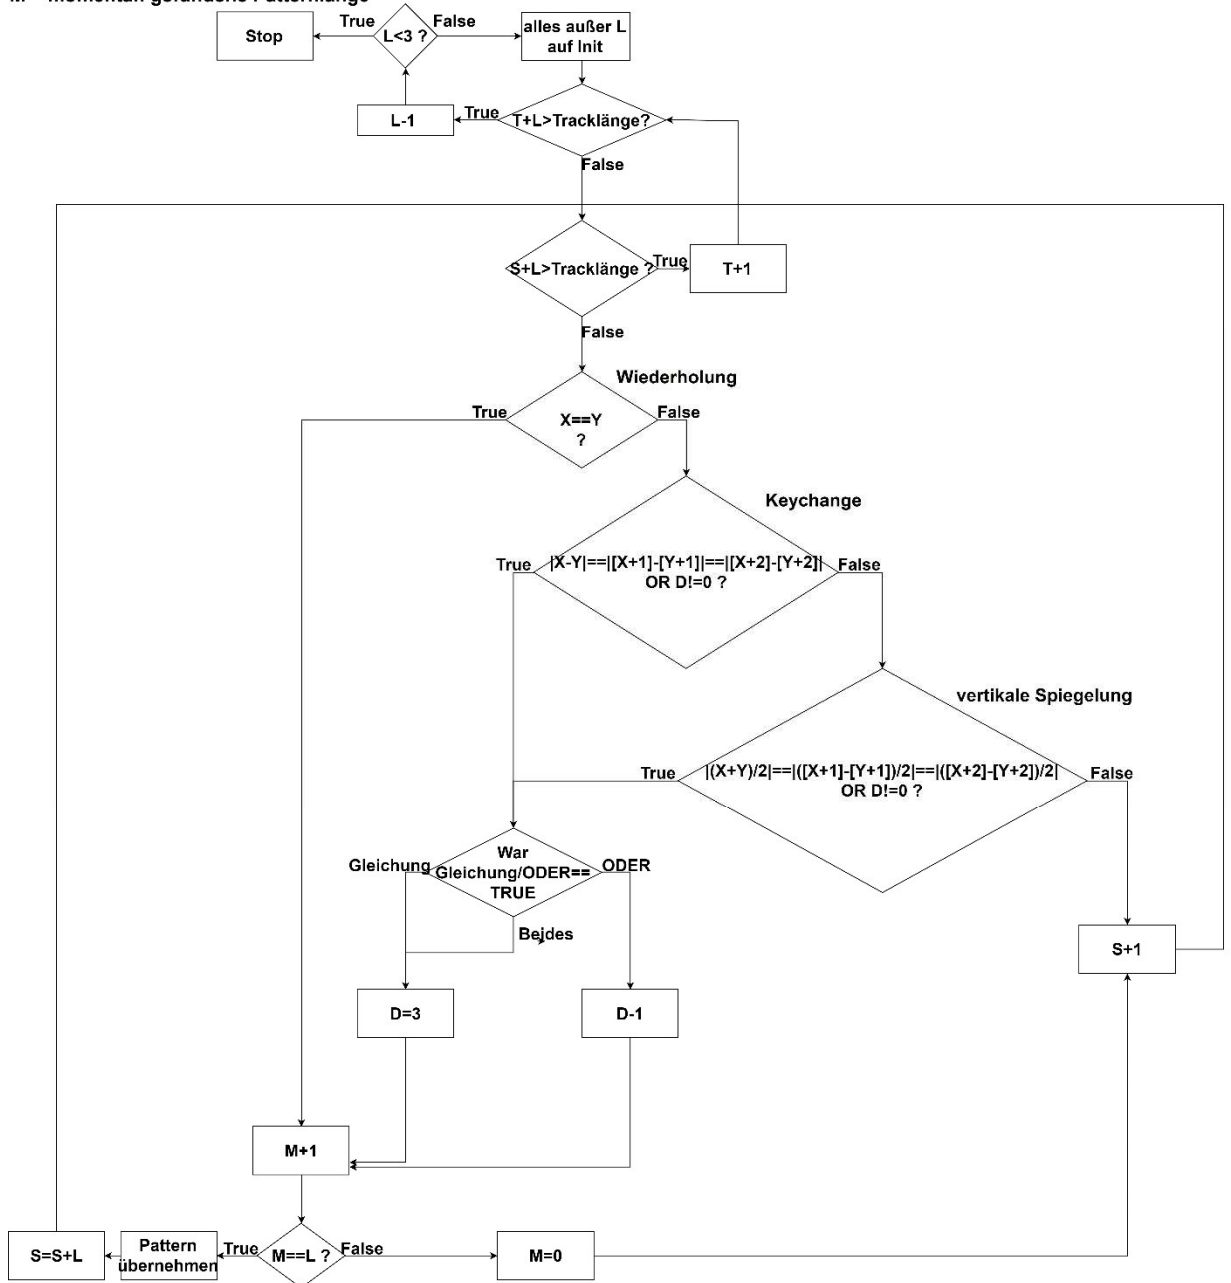 M = momentan gefundene Patternlänge
True
False
Stop
L<3 ?
alles außer L
auf Init
L-1
True
T+L>Tracklänge?
False
S+L>Tracklänge ?
True
T+1
False
Wiederholung
True
X==Y
?
False
Keychange
True
|X-Y|==|[X+1]-[Y+1]|==|[X+2]-[Y+2]|
OR D!=0 ?
False
vertikale Spiegelung
True
|(X+Y)/2|==|([X+1]-[Y+1])/2|==|([X+2]-[Y+2])/2|
OR D!=0 ?
False
Gleichung
War
Gleichung/ODER==
TRUE
ODER
Beides
S+1
D=3
D-1
M+1
S=S+L
Pattern
übernehmen
True
M==L ?
False
M=0